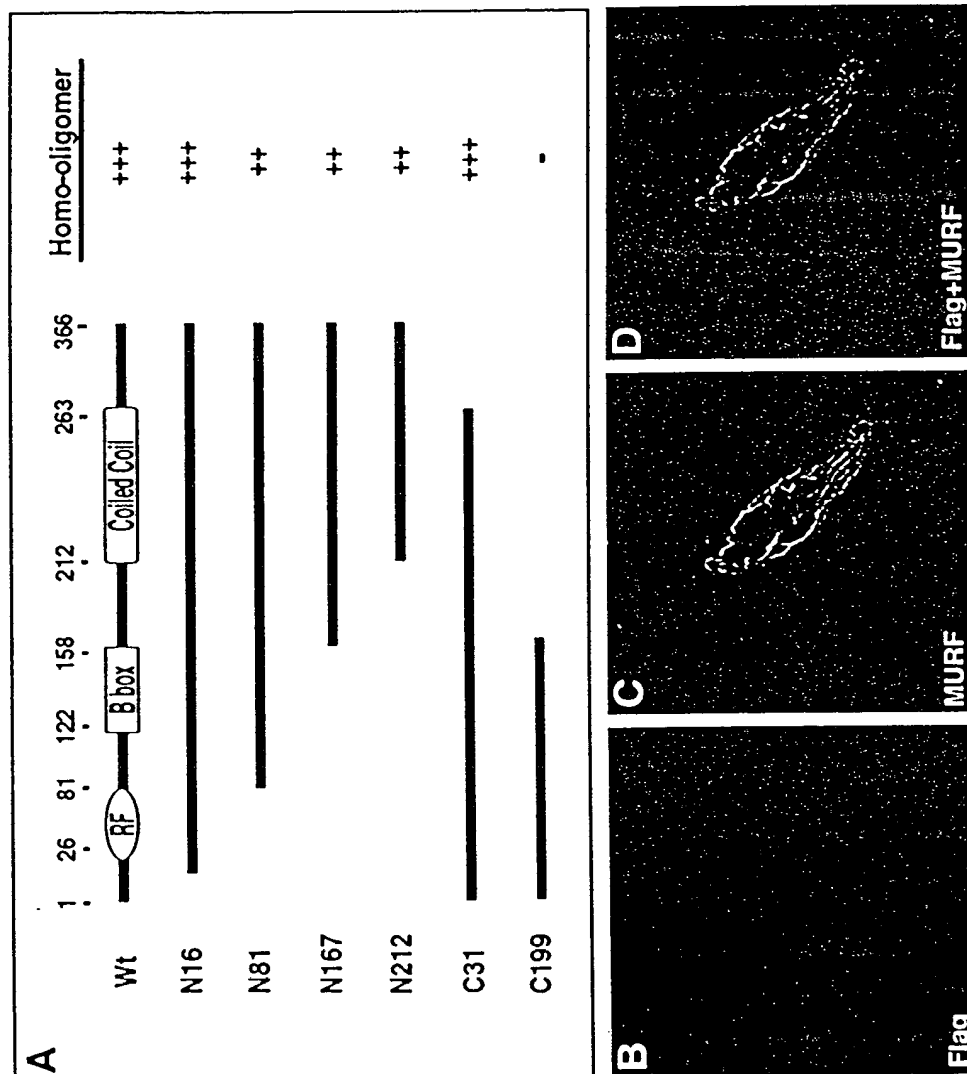 A
Homo-oligomer
1 26 81 122 158 212 263 366
Wt RF B box Coiled Coil +++
N16 +++
N81 ++
N167 ++
N212 ++
C31 +++
C199 -
B
Flag
C
MURF
D
Flag+MURF